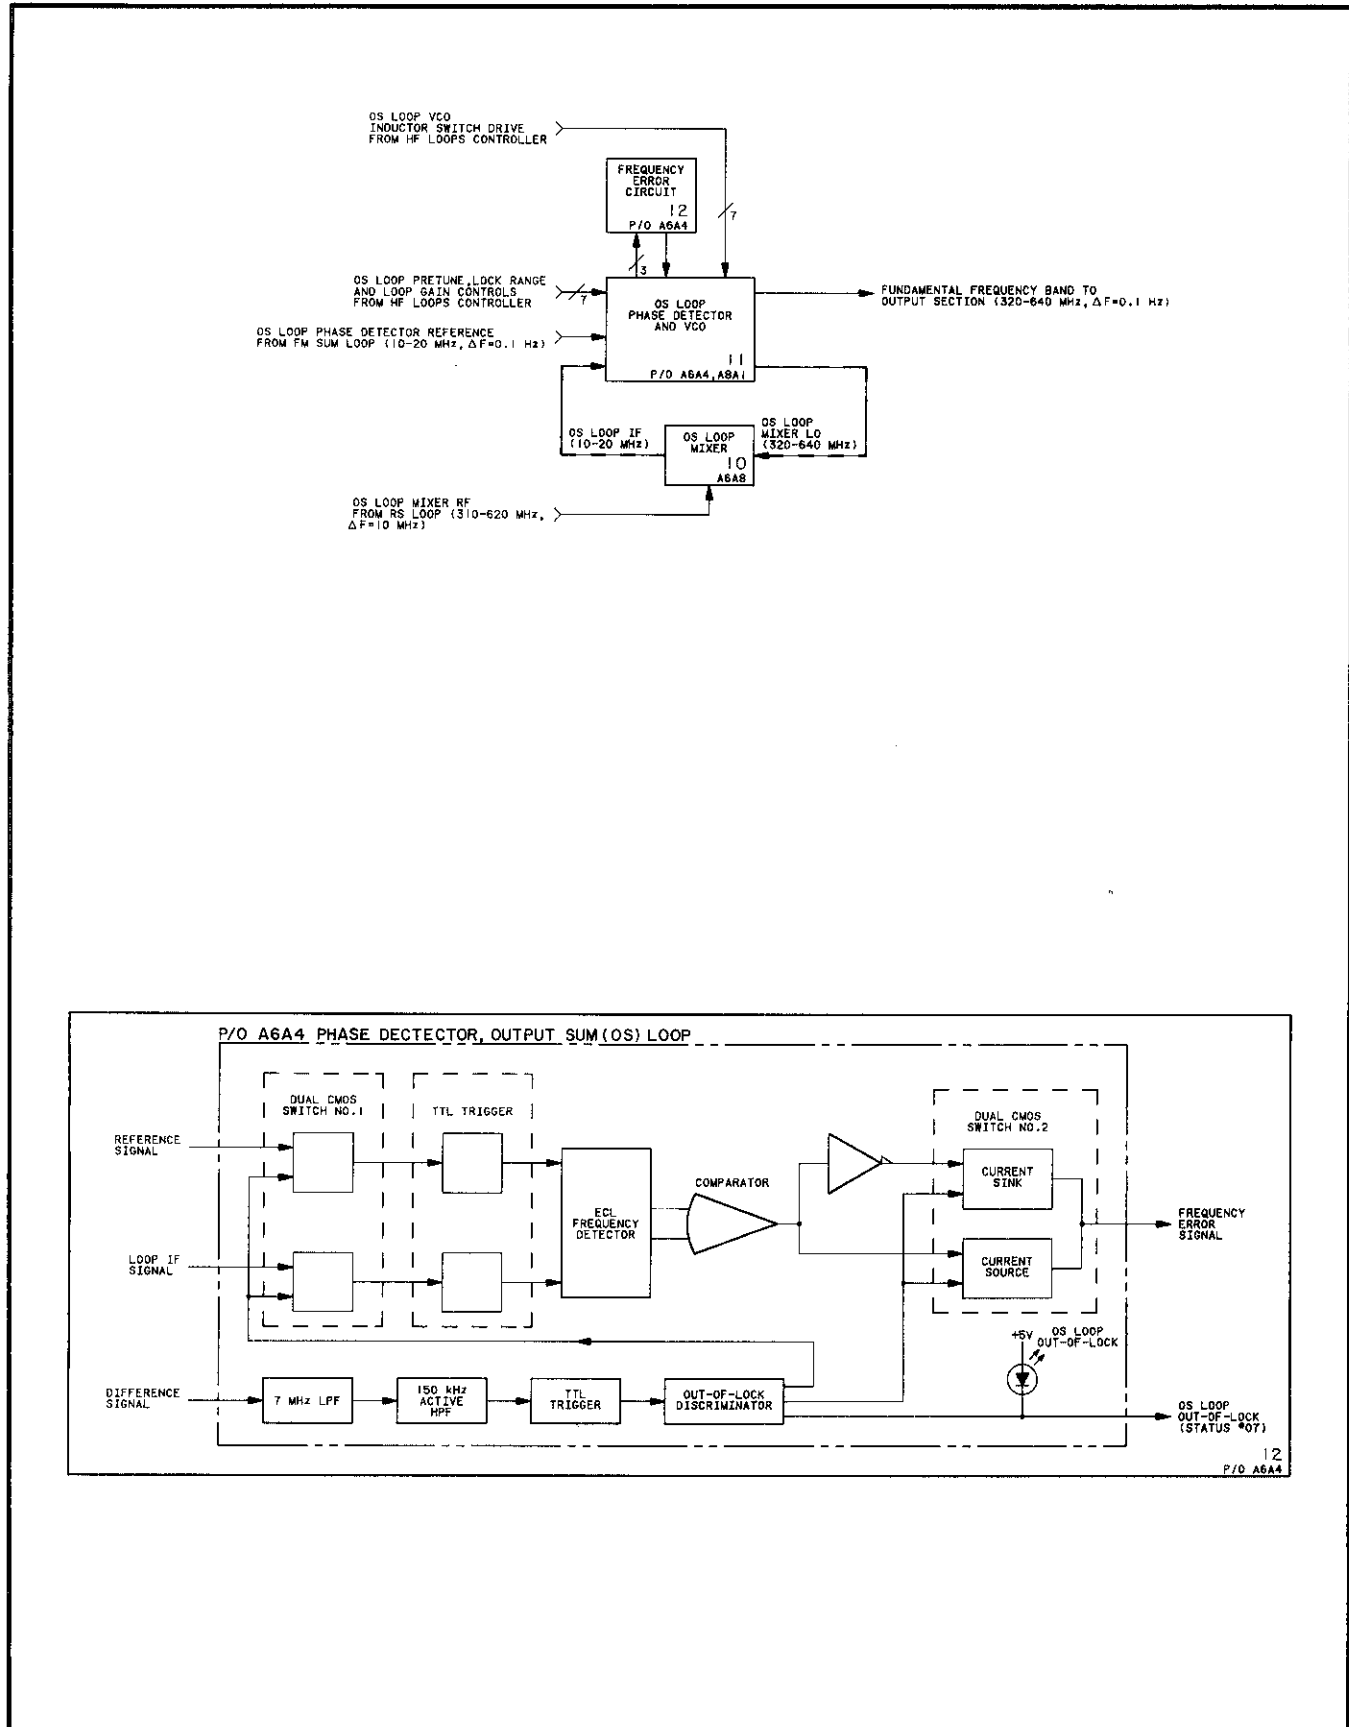 OS LOOP VCO
INDUCTOR SWITCH DRIVE
FROM HF LOOPS CONTROLLER
FREQUENCY
ERROR
CIRCUIT
12
P/O A6A4
7
3
OS LOOP PRETUNE, LOCK RANGE
AND LOOP GAIN CONTROLS
FROM HF LOOPS CONTROLLER
7
OS LOOP
PHASE DETECTOR
AND VCO
11
P/O A6A4, A8A1
FUNDAMENTAL FREQUENCY BAND TO
OUTPUT SECTION (320-640 MHz, ΔF=0.1 Hz)
OS LOOP PHASE DETECTOR REFERENCE
FROM FM SUM LOOP (10-20 MHz, ΔF=0.1 Hz)
OS LOOP IF
(10-20 MHz)
OS LOOP
MIXER
10
A6A8
OS LOOP
MIXER LO
(320-640 MHz)
OS LOOP MIXER RF
FROM RS LOOP (310-620 MHz,
ΔF=10 MHz)
P/O A6A4 PHASE DECTECTOR, OUTPUT SUM (OS) LOOP
DUAL CMOS
SWITCH NO.1
TTL TRIGGER
DUAL CMOS
SWITCH NO.2
REFERENCE
SIGNAL
LOOP IF
SIGNAL
ECL
FREQUENCY
DETECTOR
COMPARATOR
CURRENT
SINK
CURRENT
SOURCE
FREQUENCY
ERROR
SIGNAL
+5V
OS LOOP
OUT-OF-LOCK
DIFFERENCE
SIGNAL
7 MHz LPF
150 kHz
ACTIVE
HPF
TTL
TRIGGER
OUT-OF-LOCK
DISCRIMINATOR
OS LOOP
OUT-OF-LOCK
(STATUS #07)
12
P/O A6A4